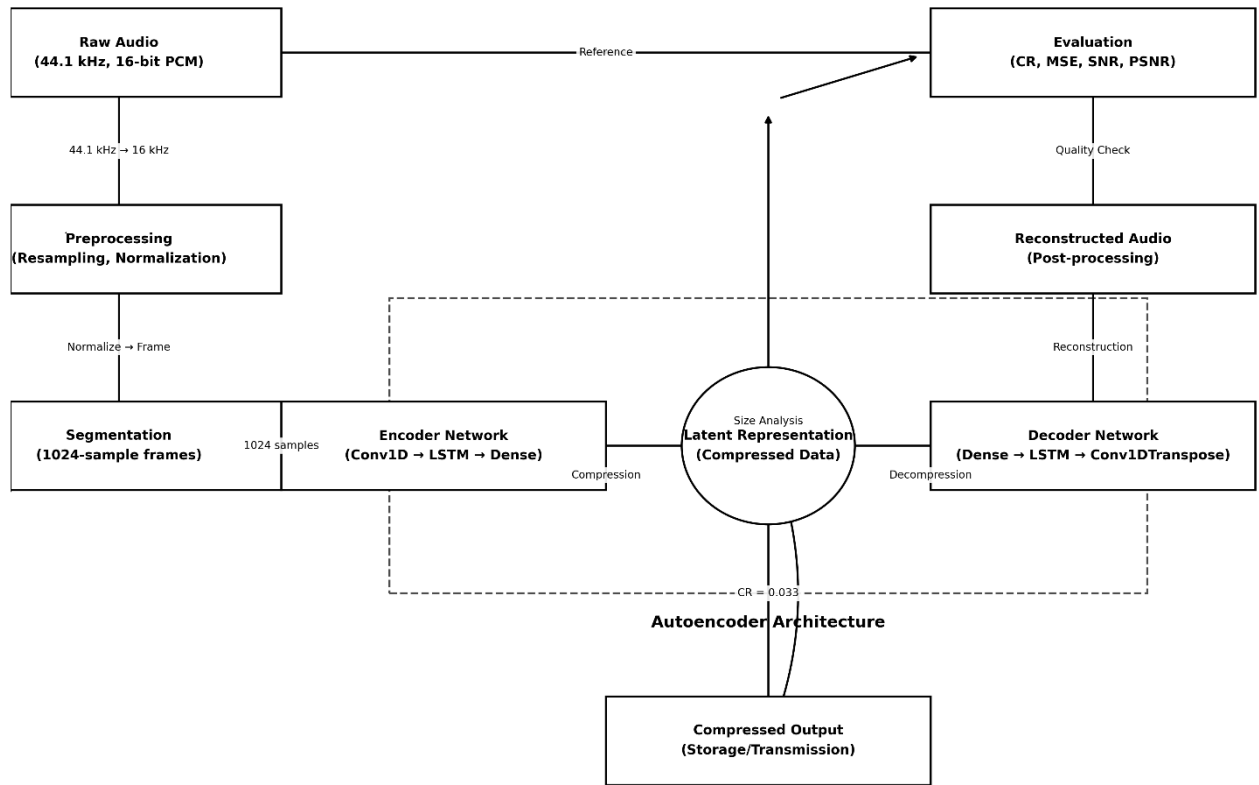 Raw Audio
(44.1 kHz, 16-bit PCM)
Reference
Evaluation
(CR, MSE, SNR, PSNR)
44.1 kHz → 16 kHz
Quality Check
Preprocessing
(Resampling, Normalization)
Reconstructed Audio
(Post-processing)
Normalize → Frame
Reconstruction
Segmentation
(1024-sample frames)
1024 samples
Encoder Network
(Conv1D → LSTM → Dense)
Compression
Size Analysis
Latent Representation
(Compressed Data)
Decompression
Decoder Network
(Dense → LSTM → Conv1DTranspose)
CR = 0.033
Autoencoder Architecture
Compressed Output
(Storage/Transmission)